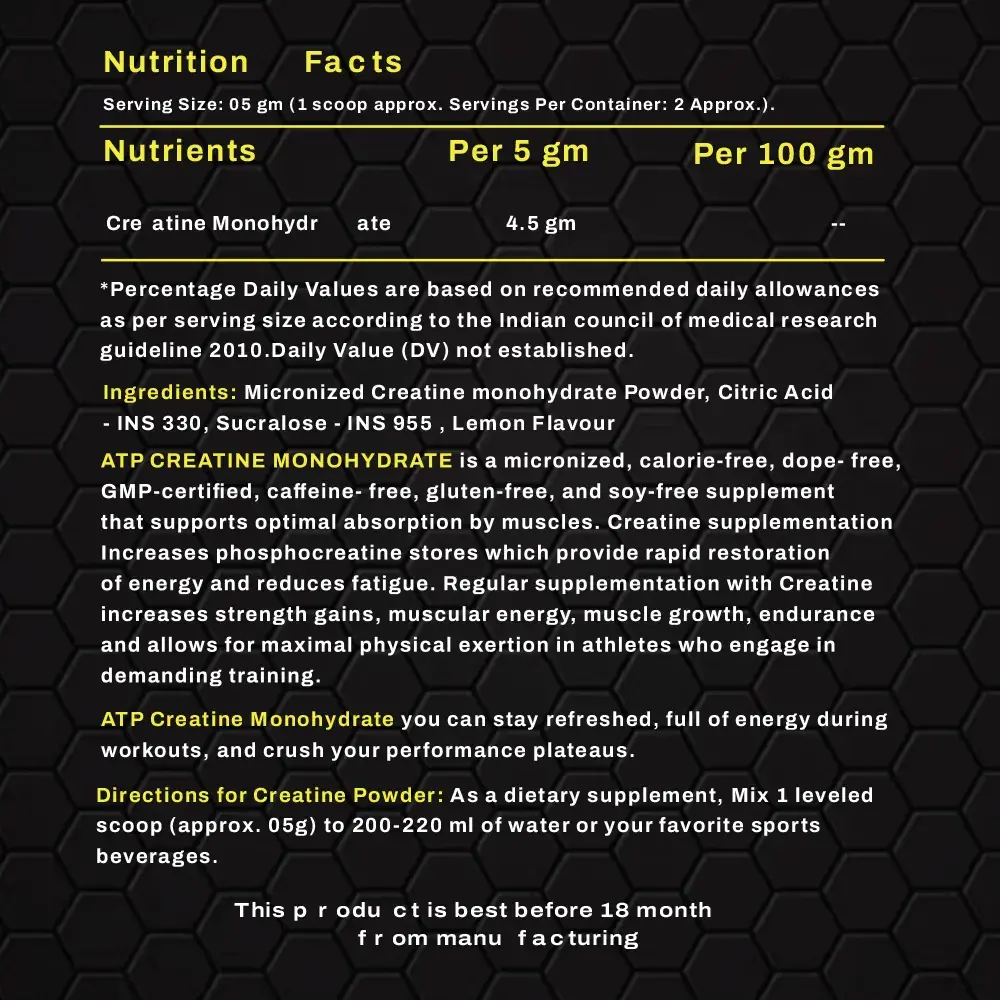 Nutrition Facts
Serving Size: 05 gm (1 scoop approx. Servings Per Container: 2 Approx.).
Nutrients Per 5 gm Per 100 gm
Cre atine Monohydr ate 4.5 gm --
*Percentage Daily Values are based on recommended daily allowances
as per serving size according to the Indian council of medical research
guideline 2010.Daily Value (DV) not established.
Ingredients: Micronized Creatine monohydrate Powder, Citric Acid
- INS 330, Sucralose - INS 955 , Lemon Flavour
ATP CREATINE MONOHYDRATE is a micronized, calorie-free, dope- free,
GMP-certified, caffeine- free, gluten-free, and soy-free supplement
that supports optimal absorption by muscles. Creatine supplementation
Increases phosphocreatine stores which provide rapid restoration
of energy and reduces fatigue. Regular supplementation with Creatine
increases strength gains, muscular energy, muscle growth, endurance
and allows for maximal physical exertion in athletes who engage in
demanding training.
ATP Creatine Monohydrate you can stay refreshed, full of energy during
workouts, and crush your performance plateaus.
Directions for Creatine Powder: As a dietary supplement, Mix 1 leveled
scoop (approx. 05g) to 200-220 ml of water or your favorite sports
beverages.
This p r odu ct is best before 18 month
f r om manu facturing